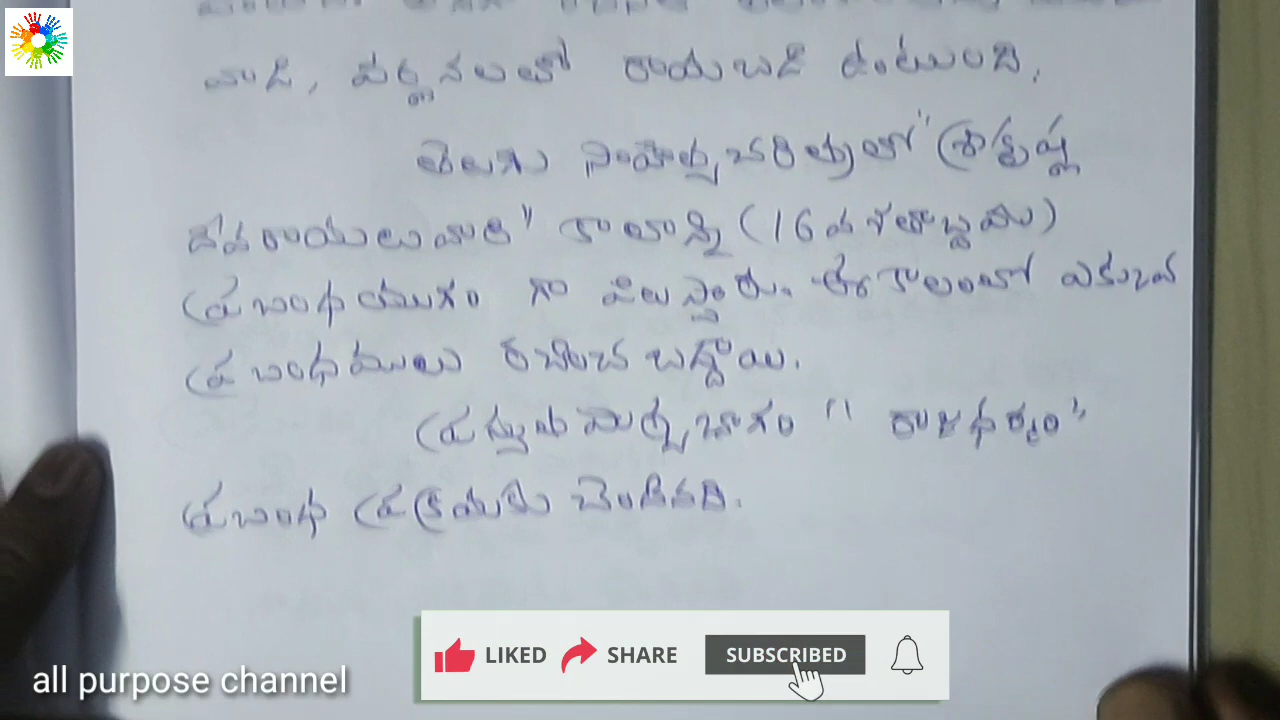 వాడి, వర్ణనలతో రాయబడి ఉంటుంది.
తెలుగు సాహిత్యచరిత్రలో "శ్రీకృష్ణ
దేవరాయలువారి" కాలాన్ని (16వ శతాబ్దము)
ప్రబంధయుగం గా పిలుస్తారు. ఈ కాలంలో ఎక్కువ
ప్రబంధములు రచించబడ్డాయి.
ప్రస్తుత పాఠ్యభాగం "రాజధర్మం"
ప్రబంధ ప్రక్రియకు చెందినది.
LIKED SHARE SUBSCRIBED
all purpose channel